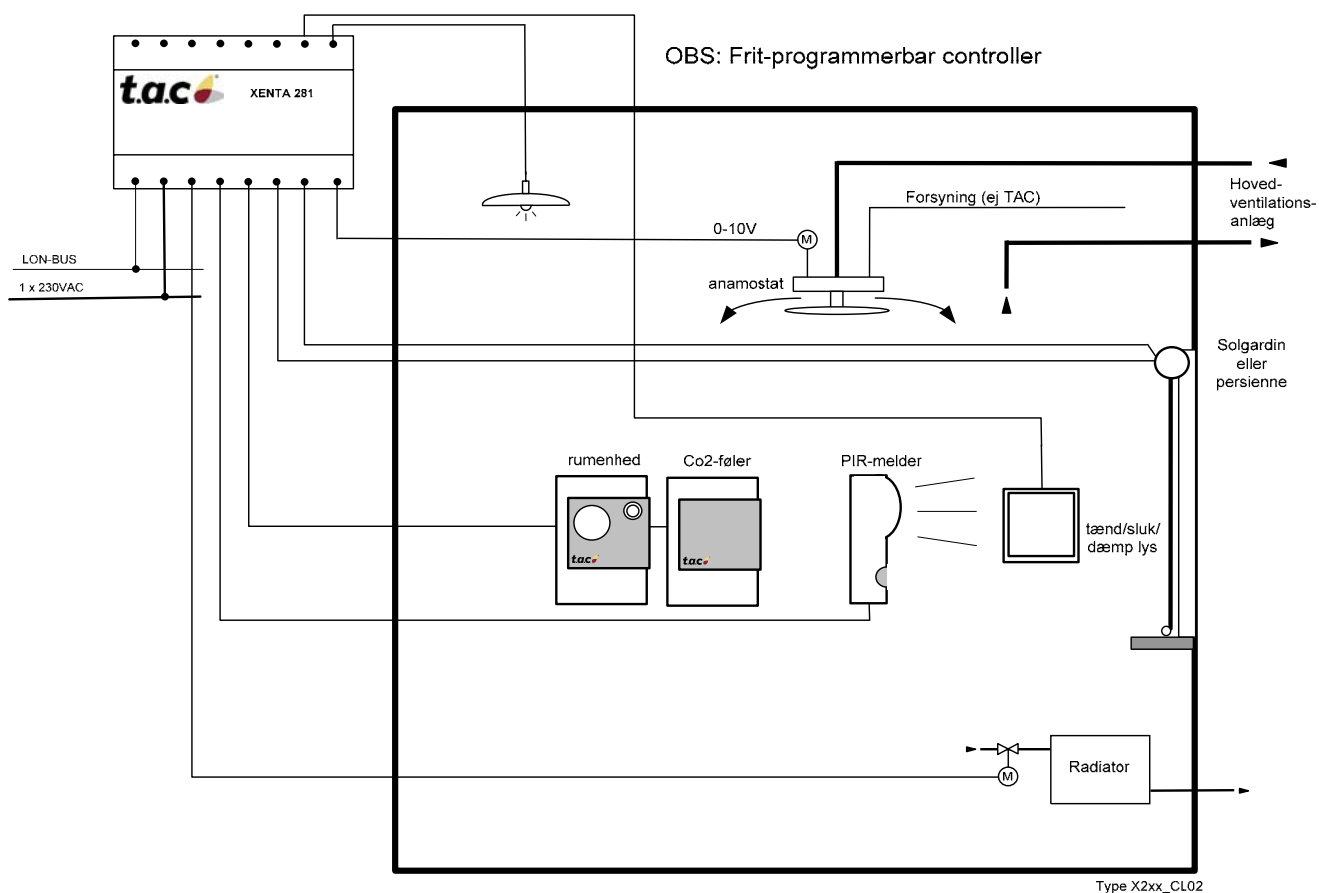 OBS: Frit-programmerbar controller
t.a.c
XENTA 281
Hoved-
ventilations-
anlæg
Forsyning (ej TAC)
0-10V
M
LON-BUS
1 x 230VAC
anamostat
Solgardin
eller
persienne
rumenhed
Co2-føler
PIR-melder
tænd/sluk/
dæmp lys
t.a.c
t.a.c
Radiator
M
Type X2xx_CL02